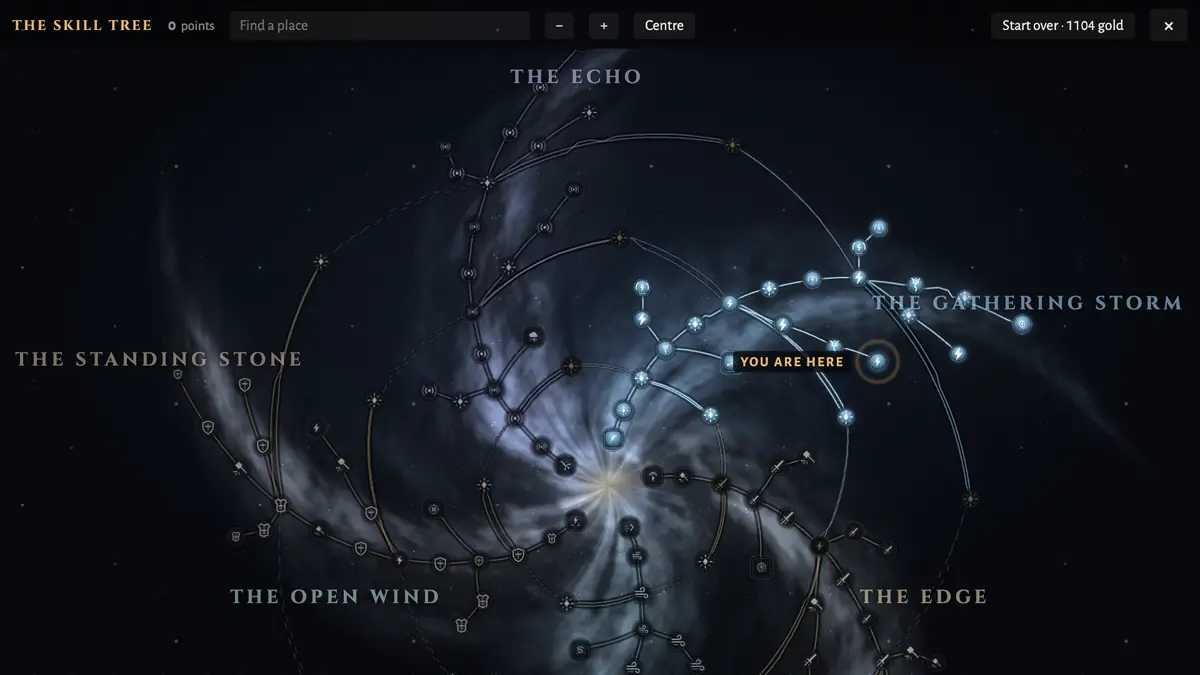 THE SKILL TREE
0 points
Find a place
−
+
Centre
Start over · 1104 gold
×
THE ECHO
THE GATHERING STORM
THE STANDING STONE
YOU ARE HERE
THE OPEN WIND
THE EDGE